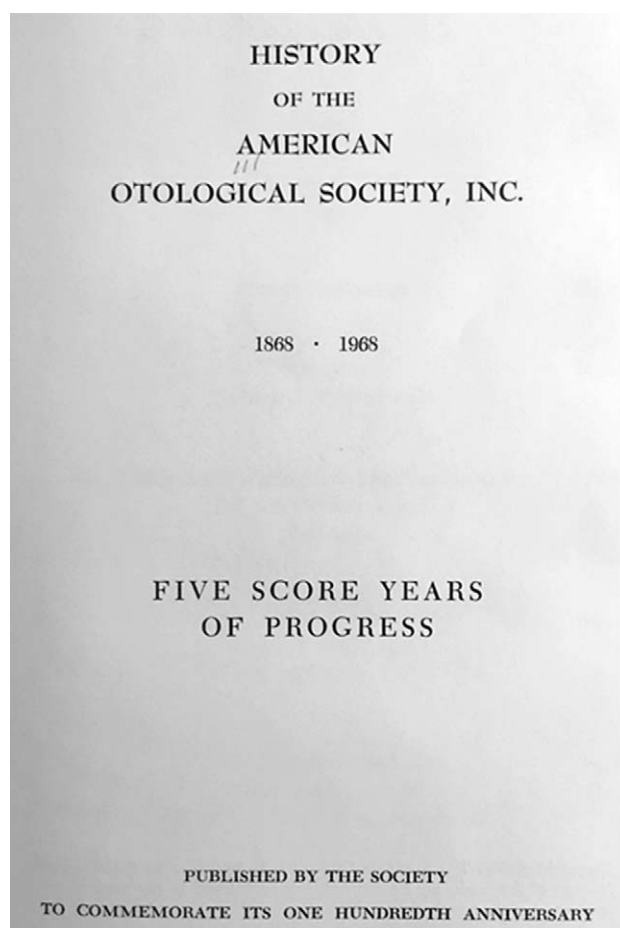 HISTORY
OF THE
AMERICAN
OTOLOGICAL SOCIETY, INC.
1868 · 1968
FIVE SCORE YEARS
OF PROGRESS
PUBLISHED BY THE SOCIETY
TO COMMEMORATE ITS ONE HUNDREDTH ANNIVERSARY